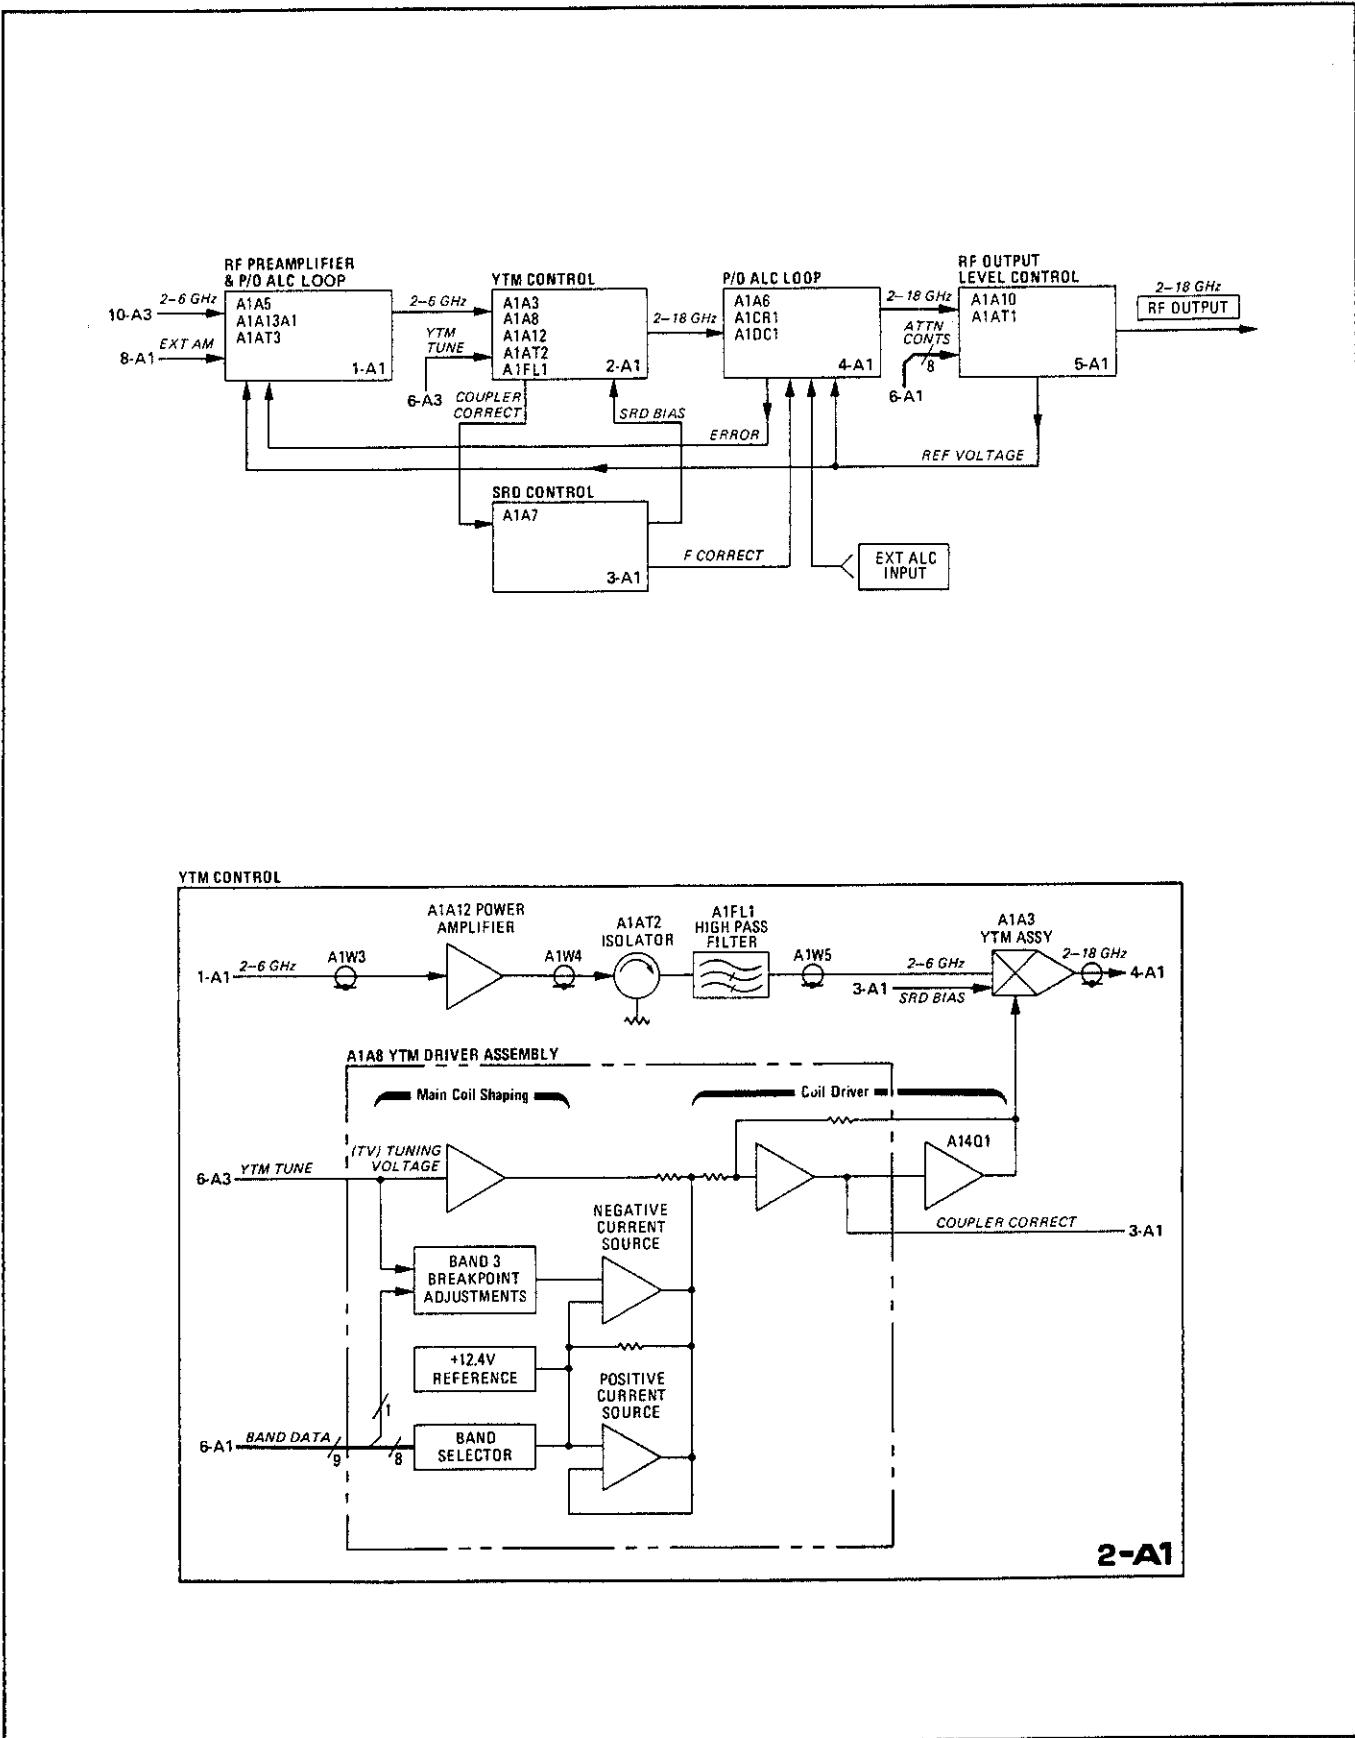 RF PREAMPLIFIER
& P/O ALC LOOP
10-A3
2–6 GHz
8-A1
EXT AM
A1A5
A1A13A1
A1AT3
1-A1
2–6 GHz
YTM
TUNE
6-A3
YTM CONTROL
A1A3
A1A8
A1A12
A1AT2
A1FL1
2-A1
COUPLER
CORRECT
SRD BIAS
2–18 GHz
P/O ALC LOOP
A1A6
A1CR1
A1DC1
4-A1
2–18 GHz
ATTN
CONTS
8
6-A1
RF OUTPUT
LEVEL CONTROL
A1A10
A1AT1
5-A1
2–18 GHz
RF OUTPUT
ERROR
REF VOLTAGE
SRD CONTROL
A1A7
3-A1
F CORRECT
EXT ALC
INPUT
YTM CONTROL
1-A1
2–6 GHz
A1W3
A1A12 POWER
AMPLIFIER
A1W4
A1AT2
ISOLATOR
A1FL1
HIGH PASS
FILTER
A1W5
2–6 GHz
3-A1
SRD BIAS
A1A3
YTM ASSY
2–18 GHz
4-A1
A1A8 YTM DRIVER ASSEMBLY
Main Coil Shaping
Coil Driver
6-A3
YTM TUNE
(TV) TUNING
VOLTAGE
A14Q1
COUPLER CORRECT
3-A1
NEGATIVE
CURRENT
SOURCE
BAND 3
BREAKPOINT
ADJUSTMENTS
+12.4V
REFERENCE
POSITIVE
CURRENT
SOURCE
1
6-A1
BAND DATA
9
8
BAND
SELECTOR
2-A1